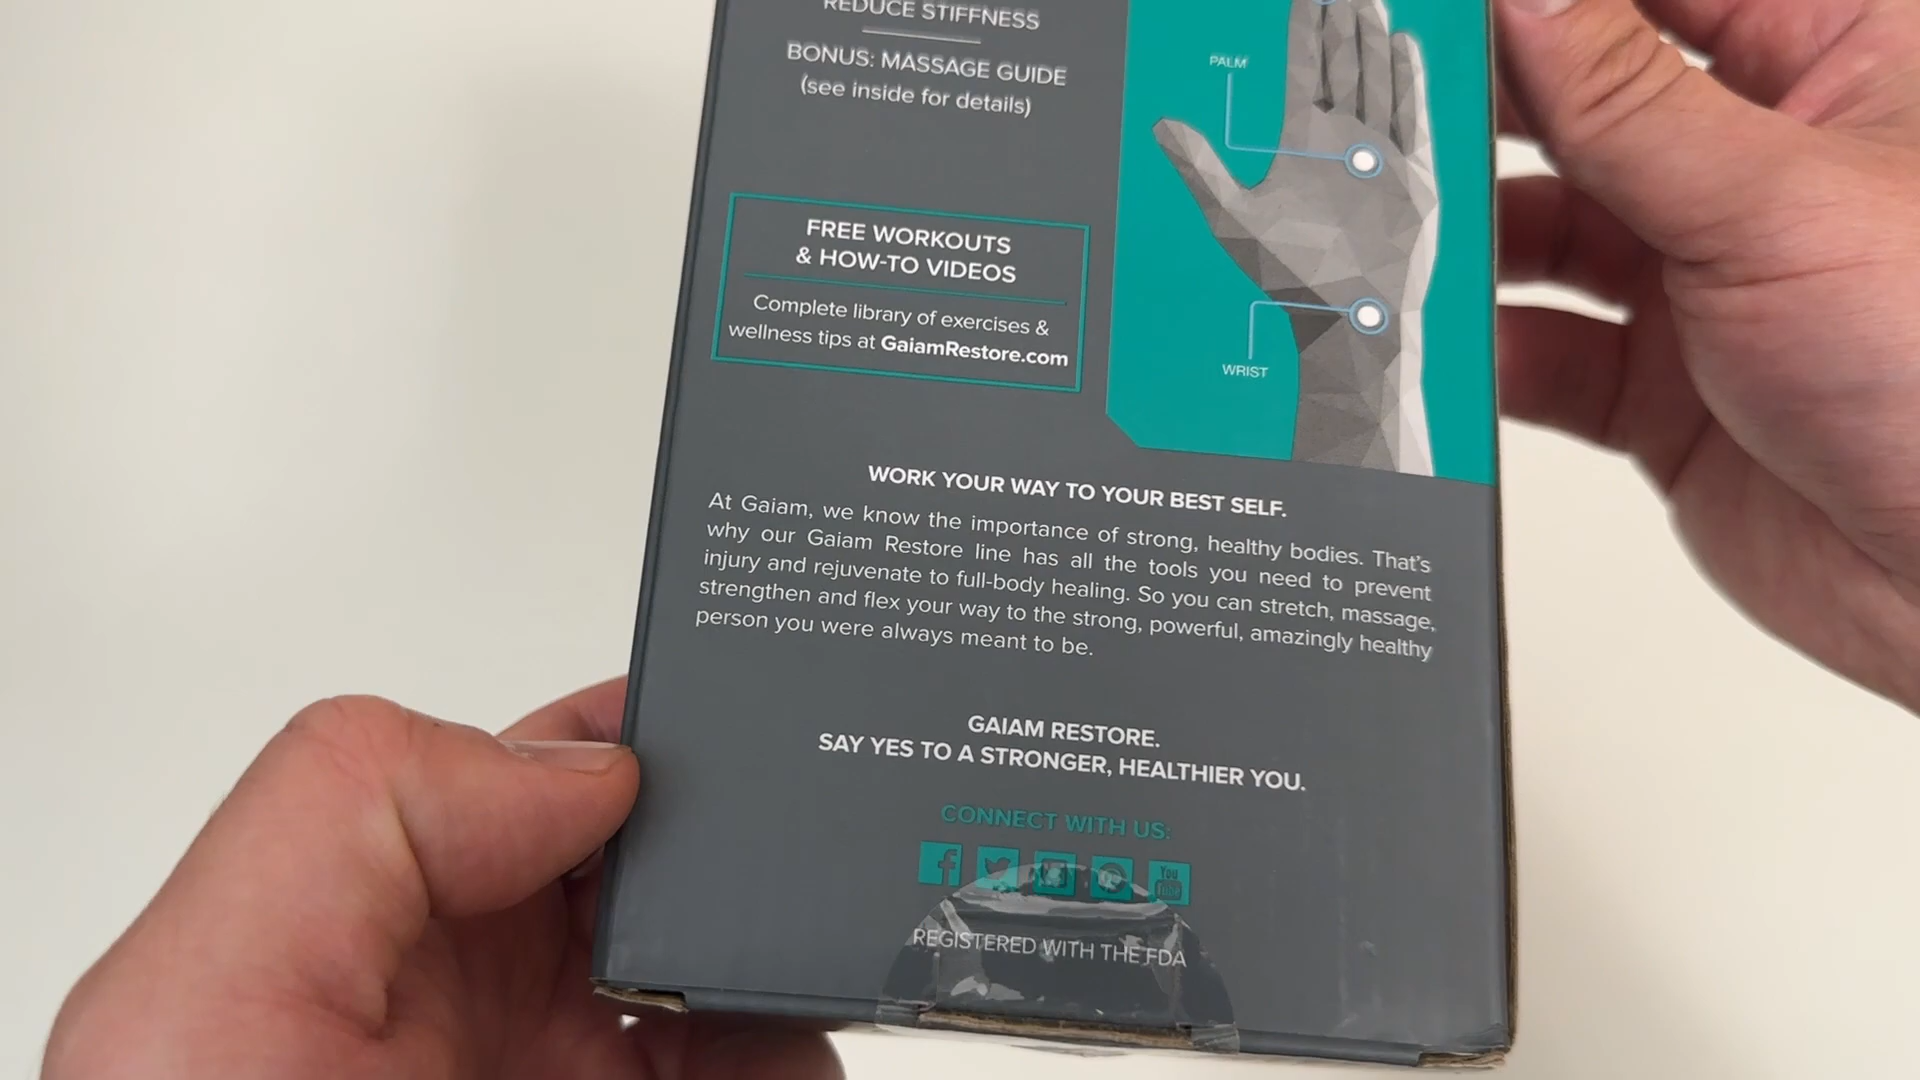 REDUCE STIFFNESS
BONUS: MASSAGE GUIDE
(see inside for details)
PALM
FREE WORKOUTS
& HOW-TO VIDEOS
Complete library of exercises &
wellness tips at GaiamRestore.com
WRIST
WORK YOUR WAY TO YOUR BEST SELF.
At Gaiam, we know the importance of strong, healthy bodies. That's
why our Gaiam Restore line has all the tools you need to prevent
injury and rejuvenate to full-body healing. So you can stretch, massage,
strengthen and flex your way to the strong, powerful, amazingly healthy
person you were always meant to be.
GAIAM RESTORE.
SAY YES TO A STRONGER, HEALTHIER YOU.
CONNECT WITH US:
You Tube
REGISTERED WITH THE FDA